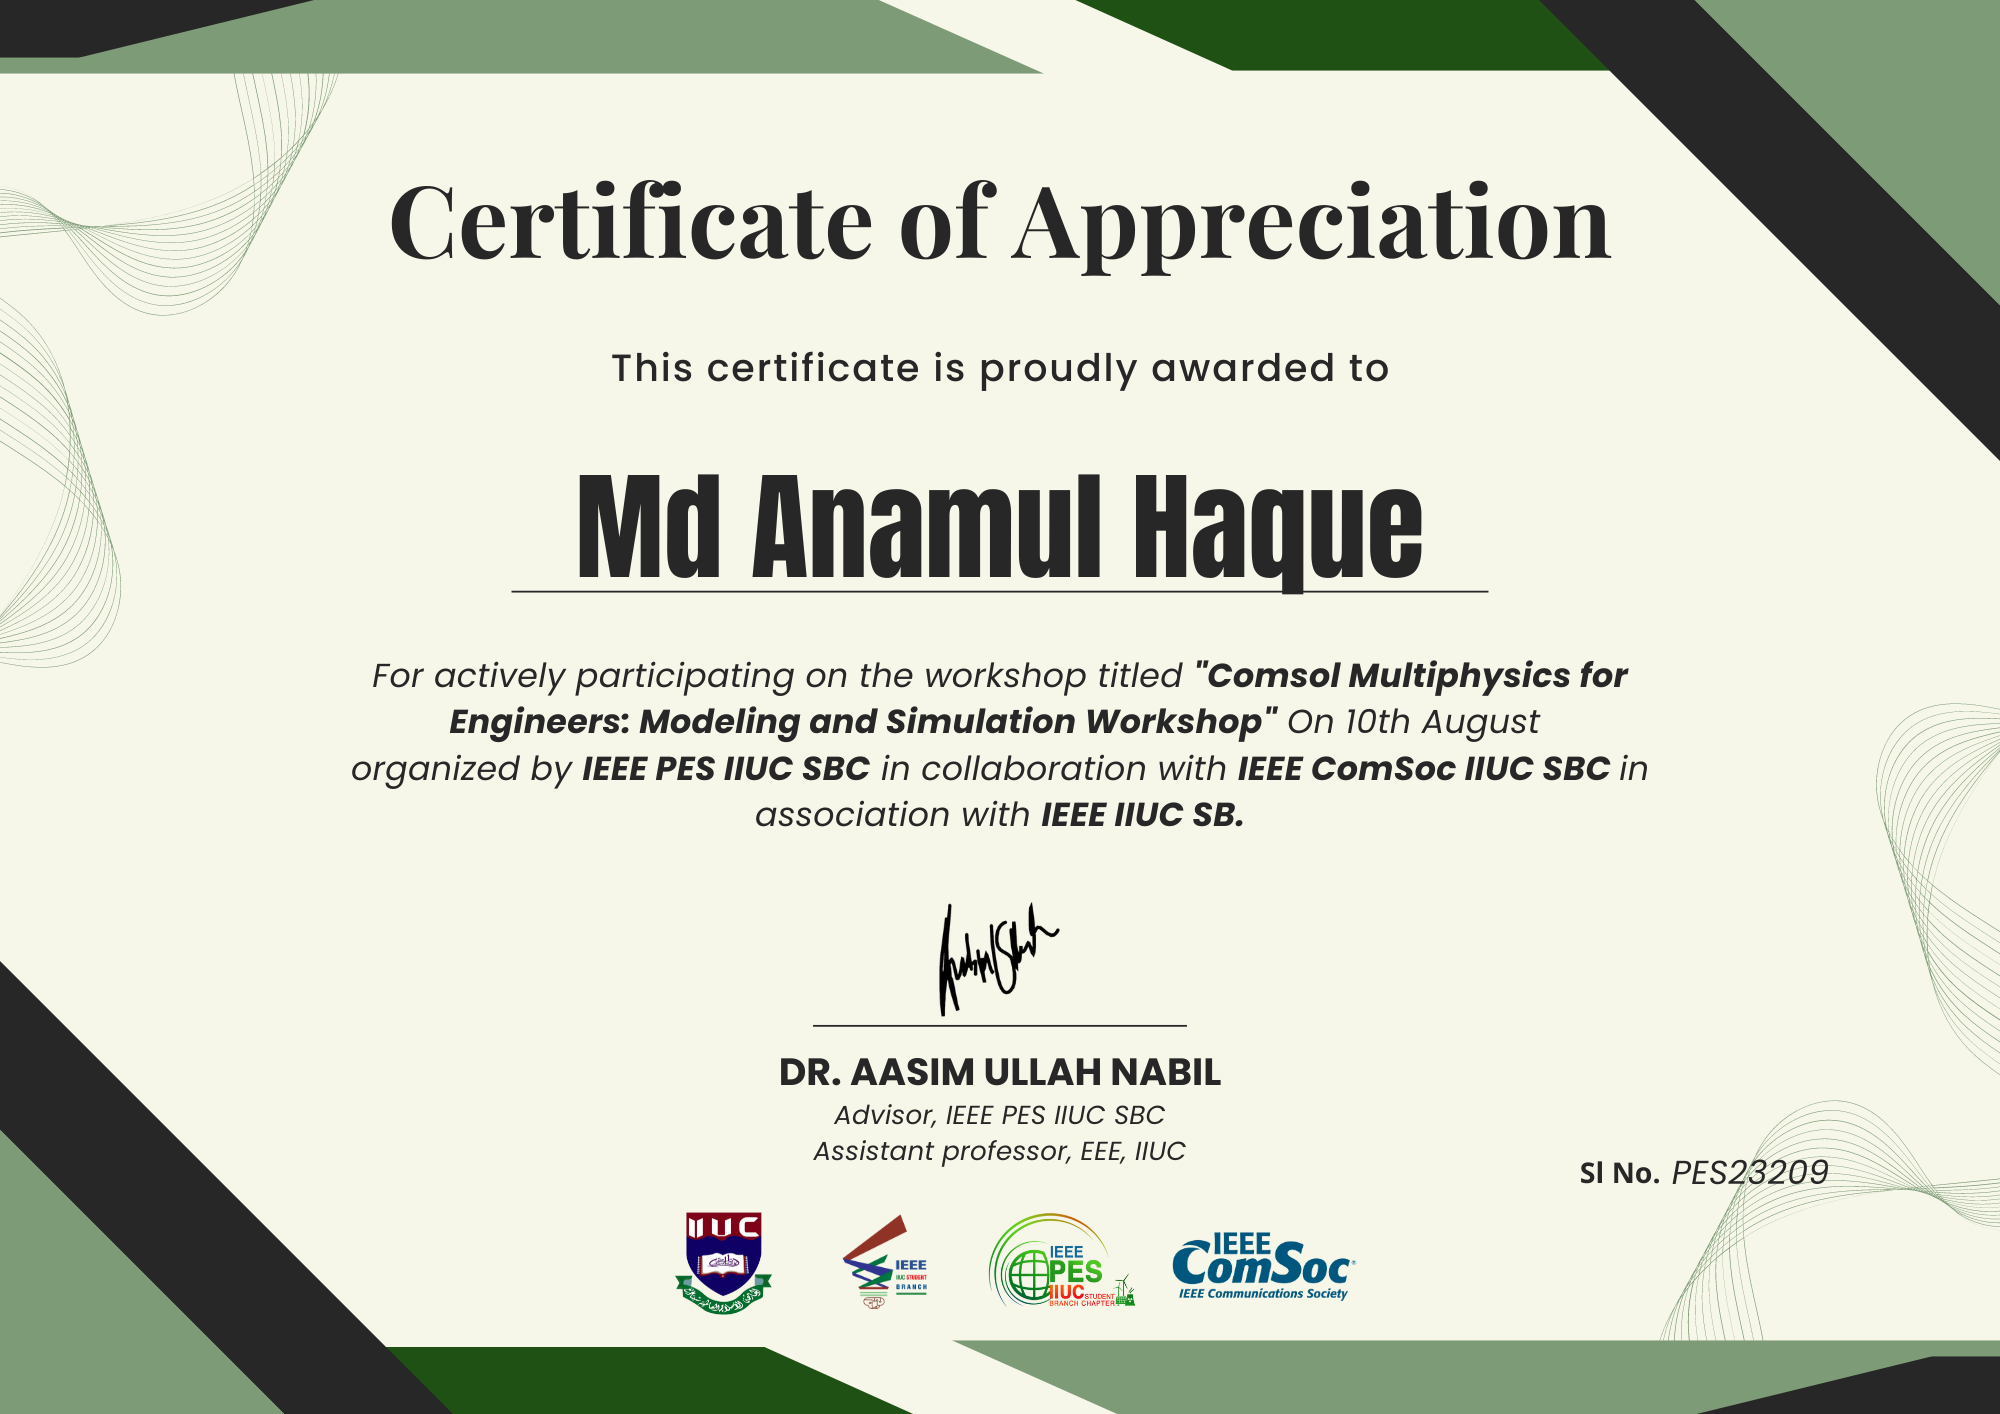 Certificate of Appreciation
This certificate is proudly awarded to
Md Anamul Haque
For actively participating on the workshop titled "Comsol Multiphysics for
Engineers: Modeling and Simulation Workshop" On 10th August
organized by IEEE PES IIUC SBC in collaboration with IEEE ComSoc IIUC SBC in
association with IEEE IIUC SB.
DR. AASIM ULLAH NABIL
Advisor, IEEE PES IIUC SBC
Assistant professor, EEE, IIUC
Sl No. PES23209
IIUC
IEEE
IIUC STUDENT
BRANCH
IEEE
PES
IIUC STUDENT
BRANCH CHAPTER
IEEE
ComSoc
IEEE Communications Society